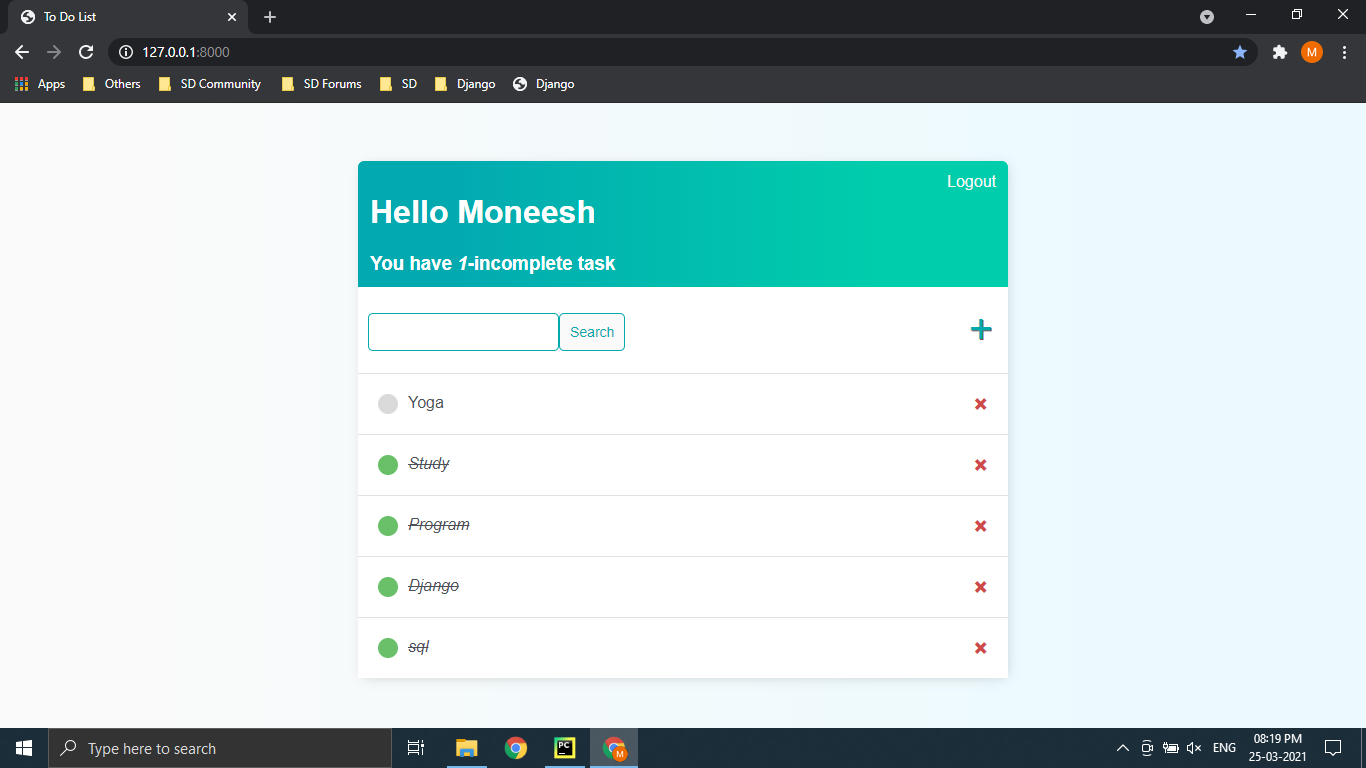 To Do List
127.0.0.1:8000
M
Apps Others SD Community SD Forums SD Django Django
Logout
Hello Moneesh
You have 1-incomplete task
Search
Yoga
Study
Program
Django
sql
Type here to search
PC
M
ENG
08:19 PM
25-03-2021